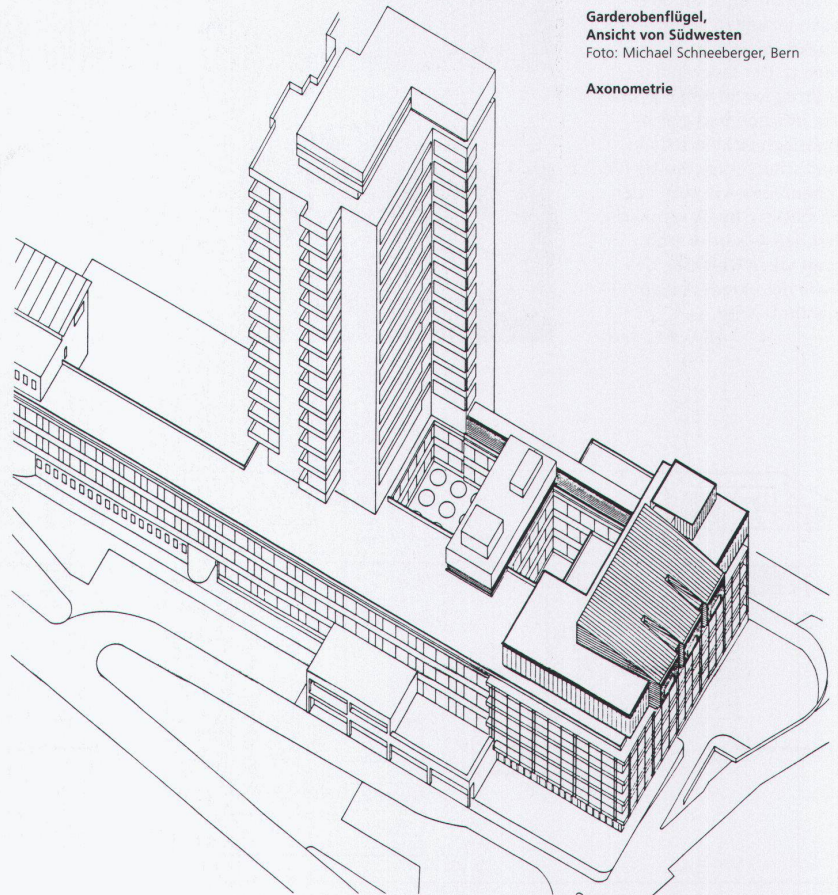 Garderobenflügel,
Ansicht von Südwesten
Foto: Michael Schneeberger, Bern
Axonometrie